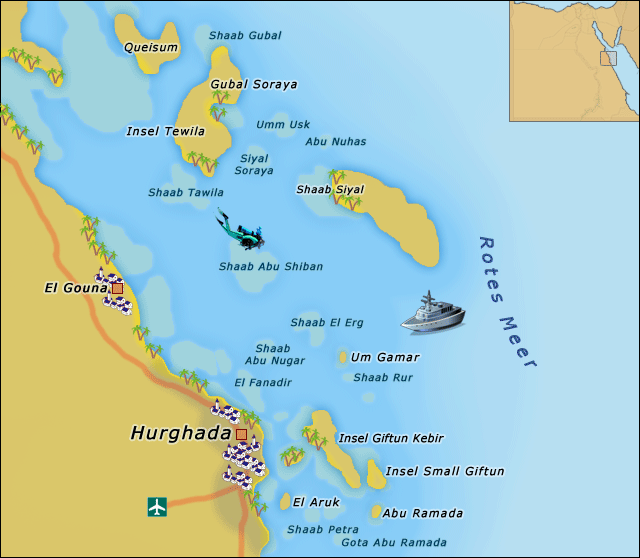 Shaab Gubal
Queisum
Gubal Soraya
Umm Usk
Insel Tewila
Abu Nuhas
Siyal
Soraya
Shaab Siyal
Shaab Tawila
Rotes Meer
Shaab Abu Shiban
El Gouna
Shaab El Erg
Shaab
Abu Nugar
Um Gamar
El Fanadir
Shaab Rur
Hurghada
Insel Giftun Kebir
Insel Small Giftun
El Aruk
Abu Ramada
Shaab Petra
Gota Abu Ramada